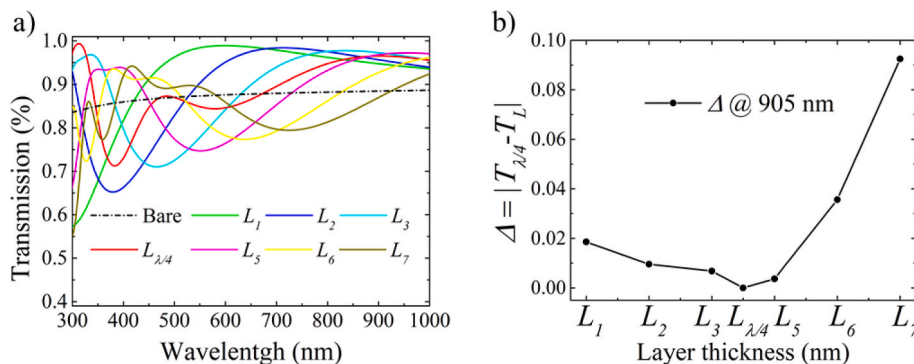 a)
1.0
0.9
0.8
0.7
0.6
0.5
0.4
Transmission (%)
Bare L1 L2 L3
Lλ/4 L5 L6 L7
300 400 500 600 700 800 900 1000
Wavelentgh (nm)
b)
0.10
0.08
0.06
0.04
0.02
0.00
Δ = |Tλ/4-TL|
Δ @ 905 nm
L1 L2 L3 Lλ/4 L5 L6 L7
Layer thickness (nm)